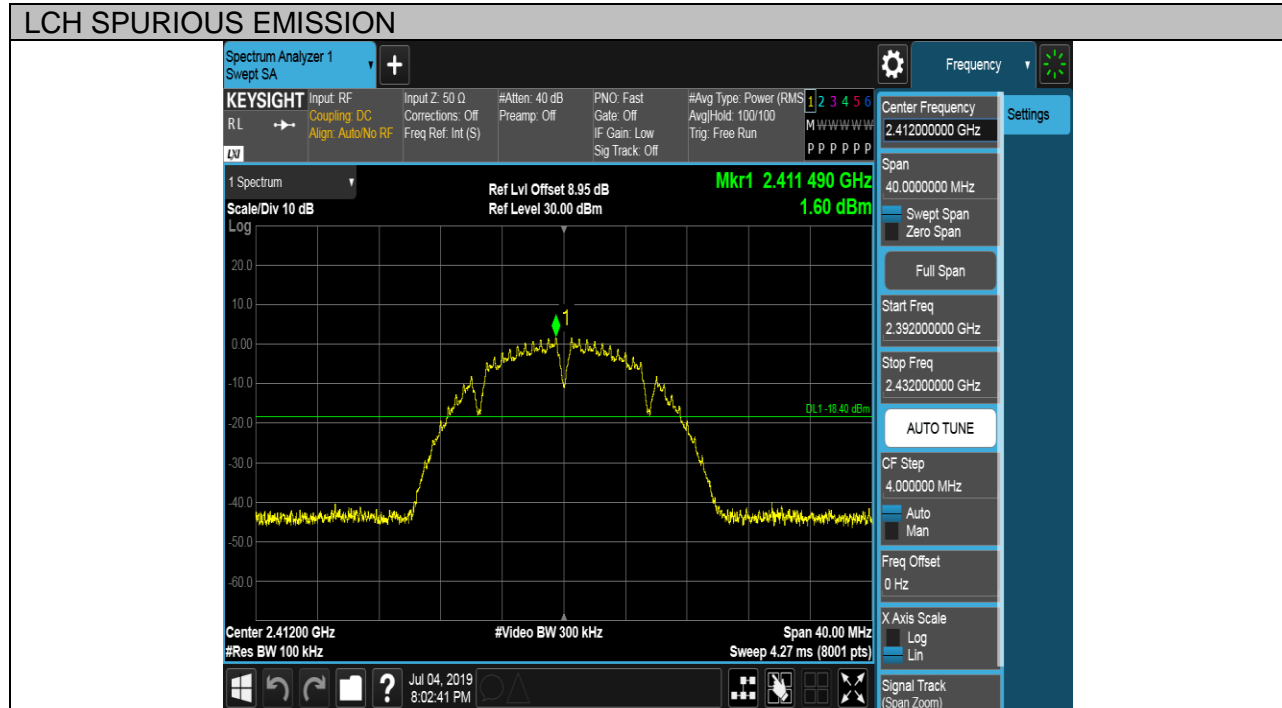 LCH SPURIOUS EMISSION
Spectrum Analyzer 1
Swept SA
+
Frequency
KEYSIGHT
RL
LXI
Input: RF
Coupling: DC
Align: Auto/No RF
Input Z: 50 Ω
Corrections: Off
Freq Ref: Int (S)
#Atten: 40 dB
Preamp: Off
PNO: Fast
Gate: Off
IF Gain: Low
Sig Track: Off
#Avg Type: Power (RMS
Avg|Hold: 100/100
Trig: Free Run
1 2 3 4 5 6
M W W W W W
P P P P P P
1 Spectrum
Scale/Div 10 dB
Log
Ref Lvl Offset 8.95 dB
Ref Level 30.00 dBm
Mkr1 2.411 490 GHz
1.60 dBm
20.0
10.0
1
0.00
-10.0
DL1 -18.40 dBm
-20.0
-30.0
-40.0
-50.0
-60.0
Center 2.41200 GHz
#Res BW 100 kHz
#Video BW 300 kHz
Span 40.00 MHz
Sweep 4.27 ms (8001 pts)
?
Jul 04, 2019
8:02:41 PM
Center Frequency
2.412000000 GHz
Span
40.0000000 MHz
Swept Span
Zero Span
Full Span
Start Freq
2.392000000 GHz
Stop Freq
2.432000000 GHz
AUTO TUNE
CF Step
4.000000 MHz
Auto
Man
Freq Offset
0 Hz
X Axis Scale
Log
Lin
Signal Track
(Span Zoom)
Settings